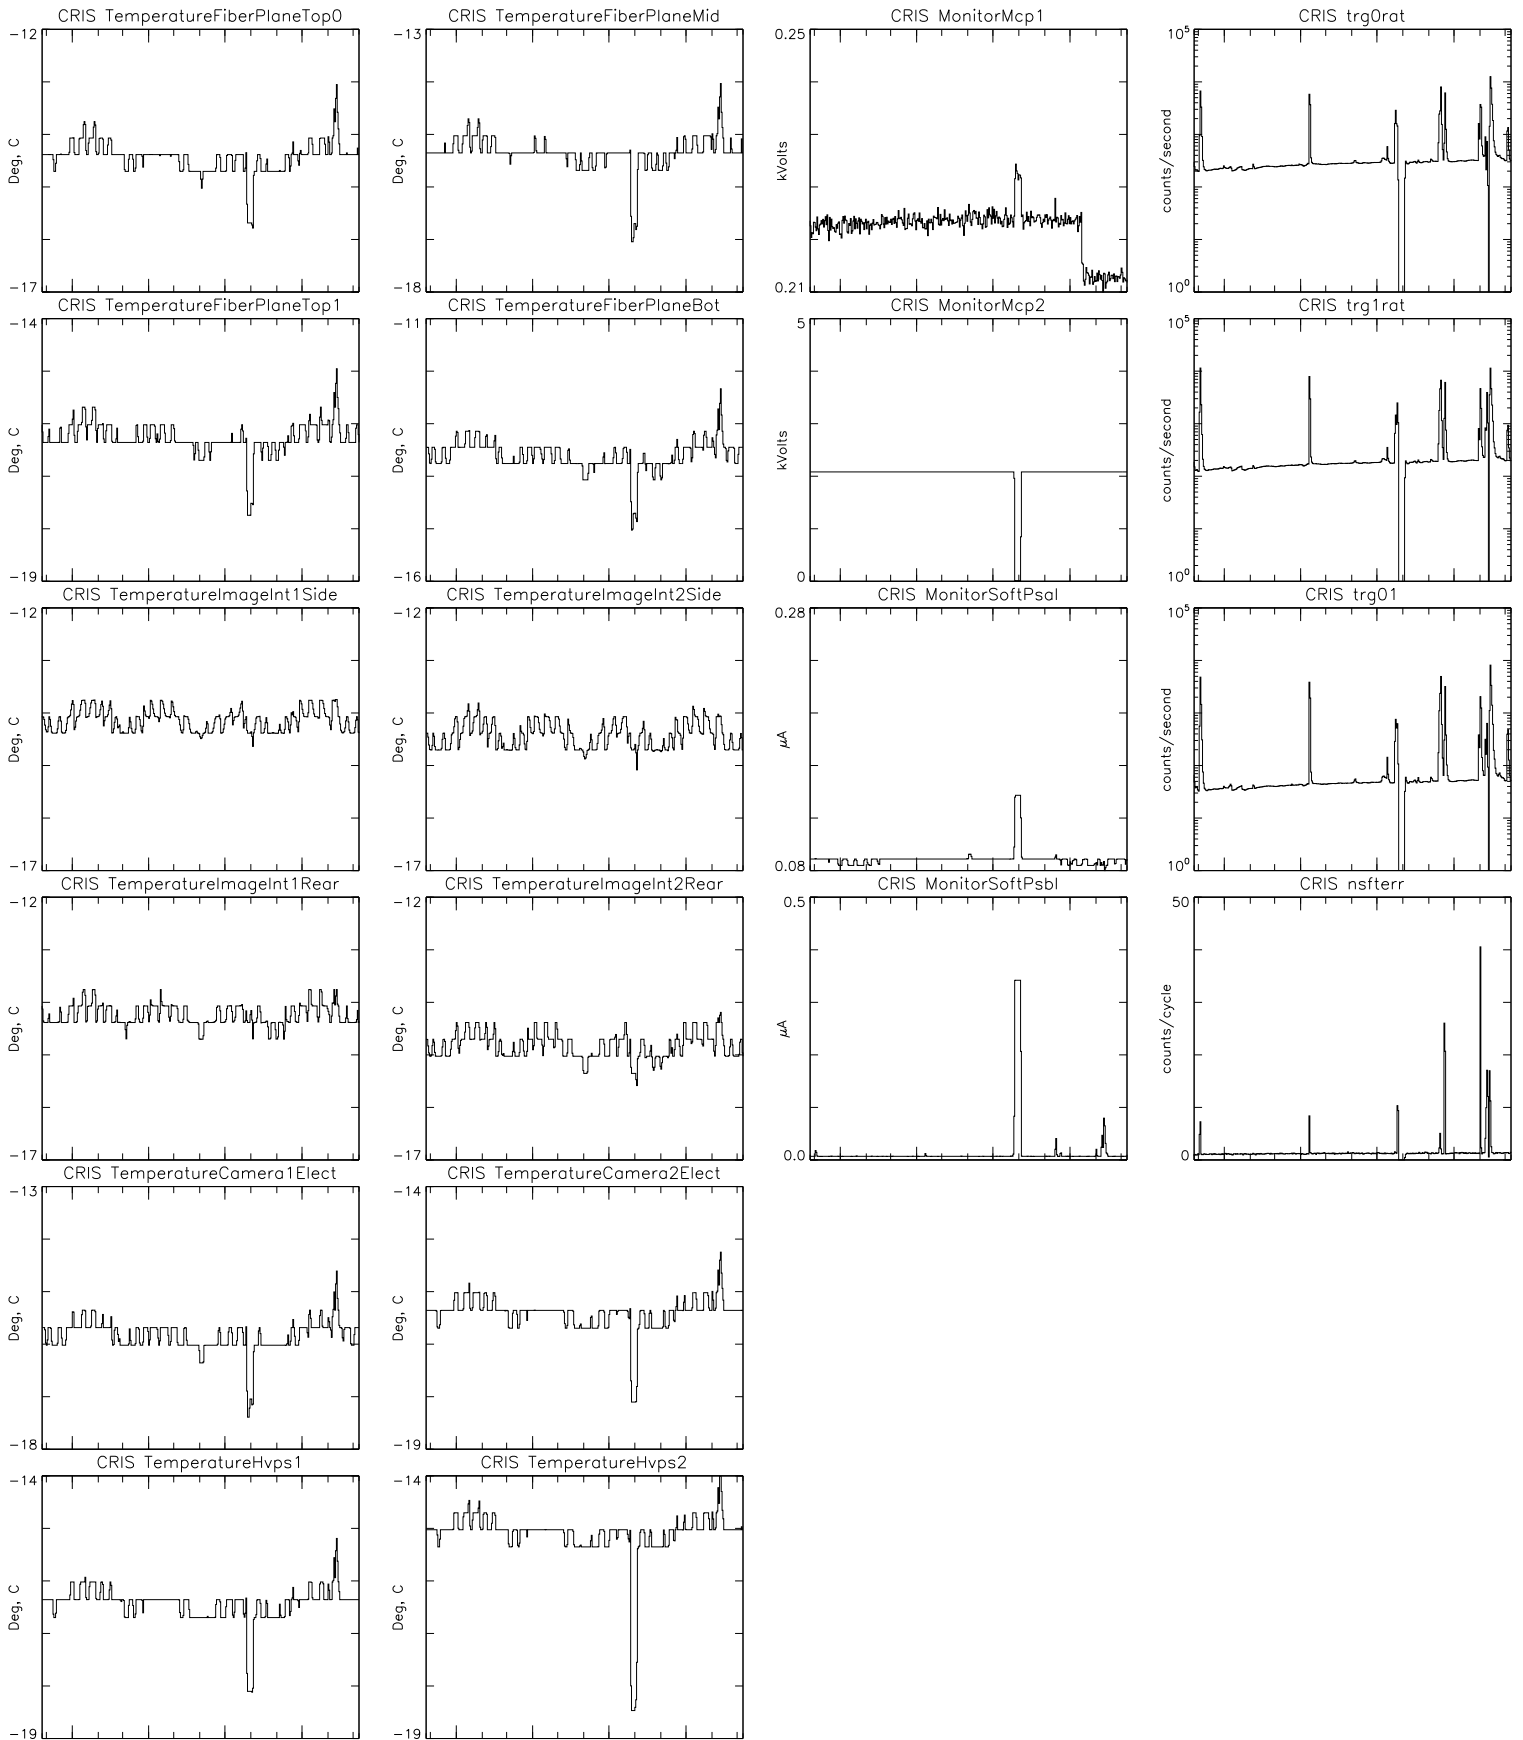 CRIS TemperatureFiberPlaneTop0
-12
Deg, C
-17
CRIS TemperatureFiberPlaneMid
-13
Deg, C
-18
CRIS MonitorMcp1
0.25
kVolts
0.21
CRIS trg0rat
10^5
counts/second
10^0
CRIS TemperatureFiberPlaneTop1
-14
Deg, C
-19
CRIS TemperatureFiberPlaneBot
-11
Deg, C
-16
CRIS MonitorMcp2
5
kVolts
0
CRIS trg1rat
10^5
counts/second
10^0
CRIS TemperatureImageInt1Side
-12
Deg, C
-17
CRIS TemperatureImageInt2Side
-12
Deg, C
-17
CRIS MonitorSoftPsaI
0.28
μA
0.08
CRIS trg01
10^5
counts/second
10^0
CRIS TemperatureImageInt1Rear
-12
Deg, C
-17
CRIS TemperatureImageInt2Rear
-12
Deg, C
-17
CRIS MonitorSoftPsbI
0.5
μA
0.0
CRIS nsfterr
50
counts/cycle
0
CRIS TemperatureCamera1Elect
-13
Deg, C
-18
CRIS TemperatureCamera2Elect
-14
Deg, C
-19
CRIS TemperatureHvps1
-14
Deg, C
-19
CRIS TemperatureHvps2
-14
Deg, C
-19